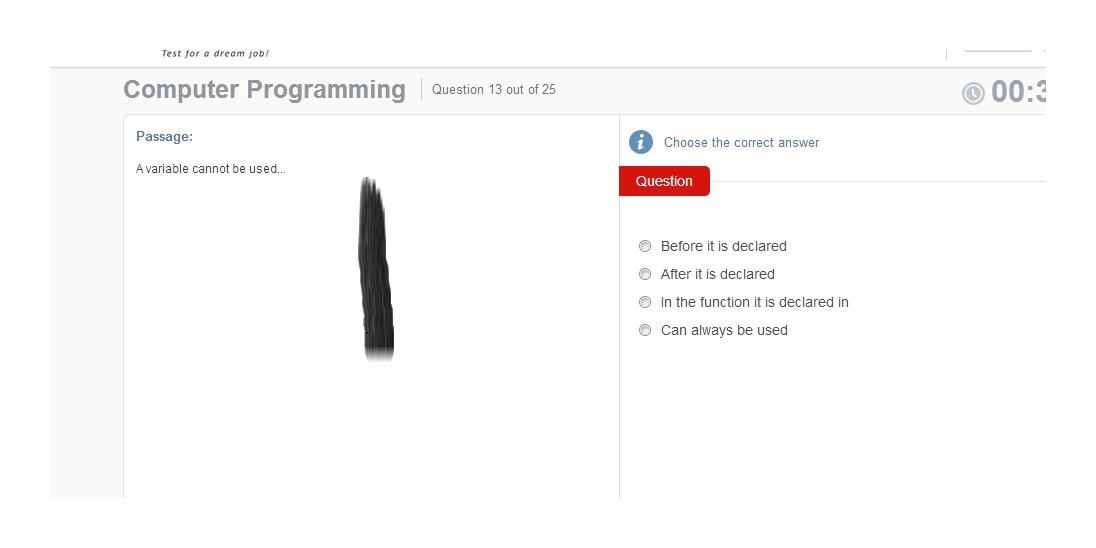 Test for a dream job!
Computer Programming
Question 13 out of 25
Passage:
A variable cannot be used...
Choose the correct answer
Question
Before it is declared
After it is declared
In the function it is declared in
Can always be used